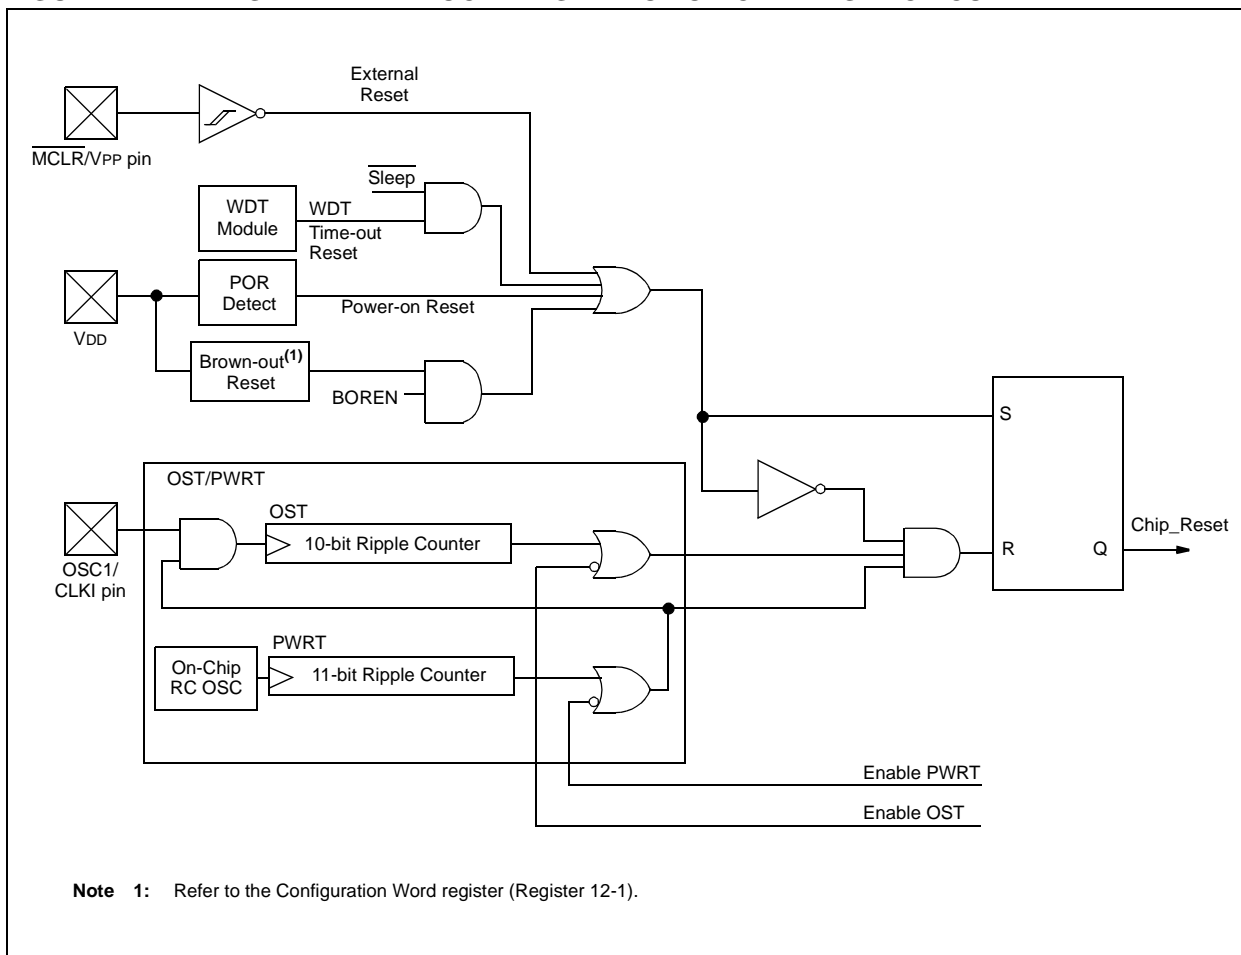 External
Reset
MCLR/VPP pin
Sleep
WDT
Module
WDT
Time-out
Reset
POR
Detect
Power-on Reset
VDD
Brown-out(1)
Reset
BOREN
S
OST/PWRT
OST
10-bit Ripple Counter
OSC1/
CLKI pin
Chip_Reset
R
Q
PWRT
On-Chip
RC OSC
11-bit Ripple Counter
Enable PWRT
Enable OST
Note 1: Refer to the Configuration Word register (Register 12-1).